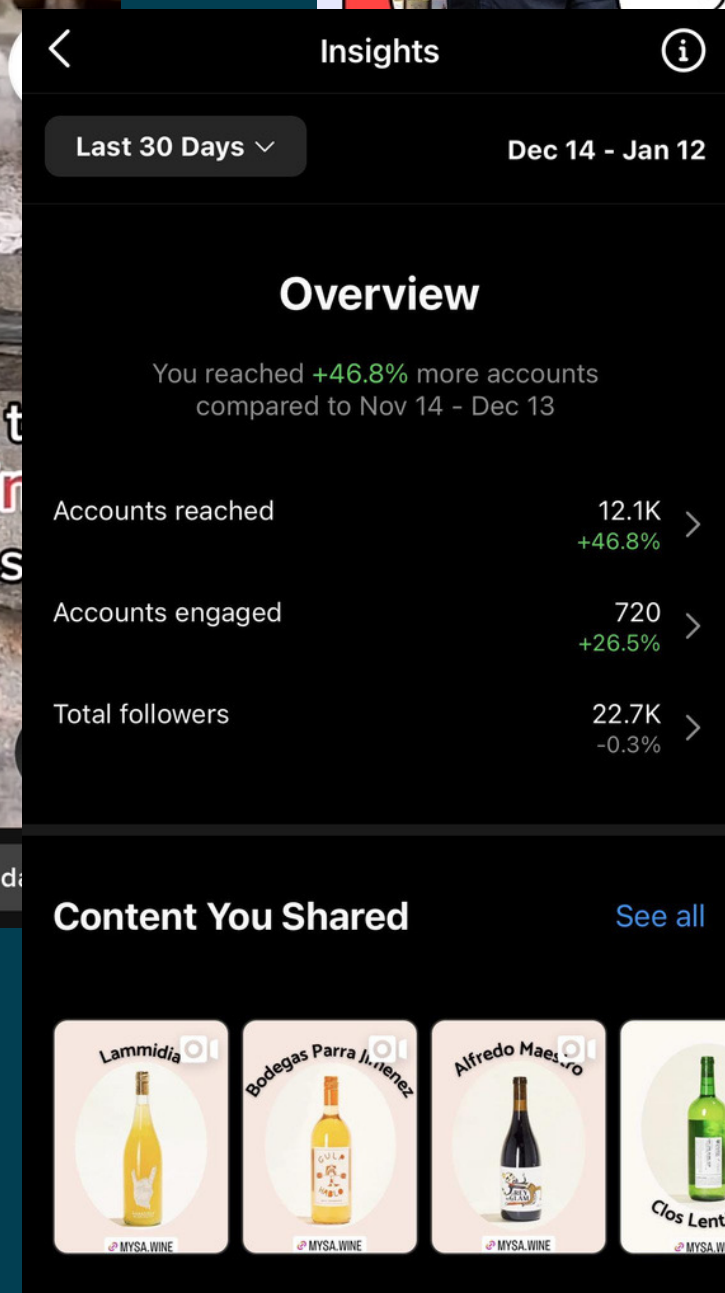 Insights
Last 30 Days
Dec 14 - Jan 12
Overview
You reached +46.8% more accounts
compared to Nov 14 - Dec 13
Accounts reached
12.1K
+46.8%
Accounts engaged
720
+26.5%
Total followers
22.7K
-0.3%
Content You Shared
See all
Lammidia
Bodegas Parra Jimenez
Alfredo Maestro
GULA
HABLO
Clos Lent
MYSA.WINE
MYSA.WINE
MYSA.WINE
MYSA.W